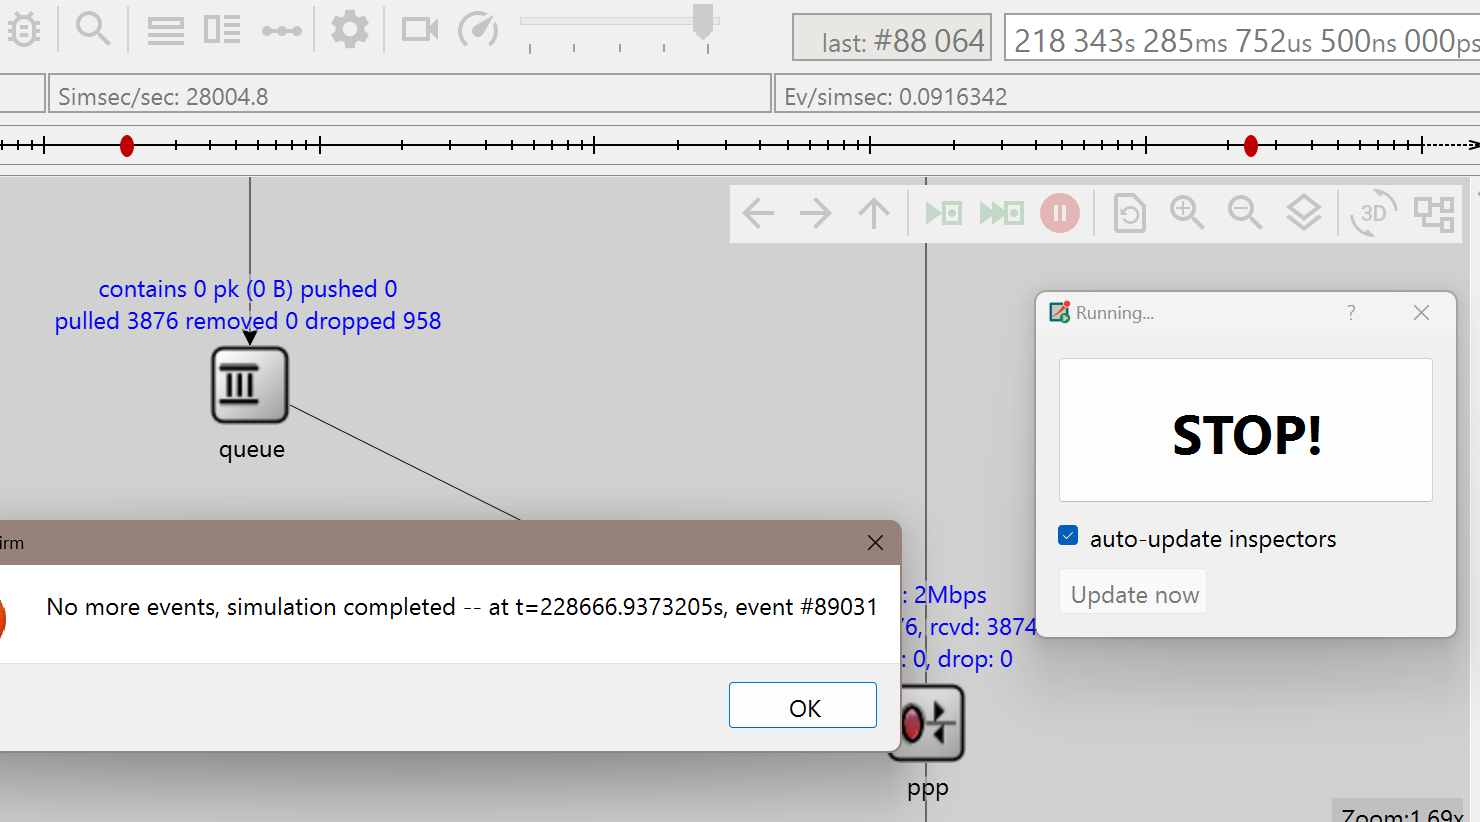 last: #88 064
218 343s 285ms 752us 500ns 000ps
Simsec/sec: 28004.8
Ev/simsec: 0.0916342
3D
contains 0 pk (0 B) pushed 0
pulled 3876 removed 0 dropped 958
queue
Running...
?
STOP!
auto-update inspectors
Update now
irm
No more events, simulation completed -- at t=228666.9373205s, event #89031
OK
: 2Mbps
6, rcvd: 3874
: 0, drop: 0
ppp
Zoom:1.69x